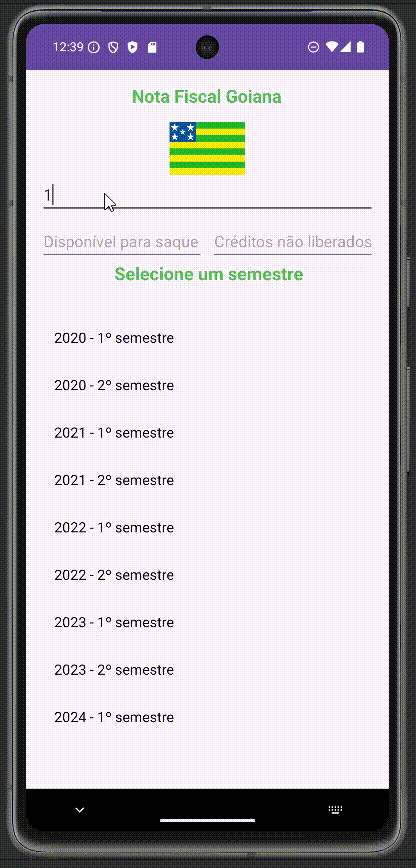 12:39
Nota Fiscal Goiana
1
Disponível para saque
Créditos não liberados
Selecione um semestre
2020 - 1º semestre
2020 - 2º semestre
2021 - 1º semestre
2021 - 2º semestre
2022 - 1º semestre
2022 - 2º semestre
2023 - 1º semestre
2023 - 2º semestre
2024 - 1º semestre